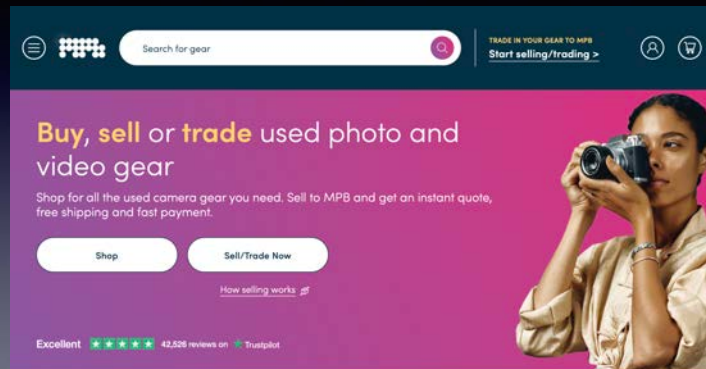 mpb
Search for gear
TRADE IN YOUR GEAR TO MPB
Start selling/trading >
Buy, sell or trade used photo and
video gear
Shop for all the used camera gear you need. Sell to MPB and get an instant quote,
free shipping and fast payment.
Shop
Sell/Trade Now
How selling works
Excellent
42,526 reviews on
Trustpilot